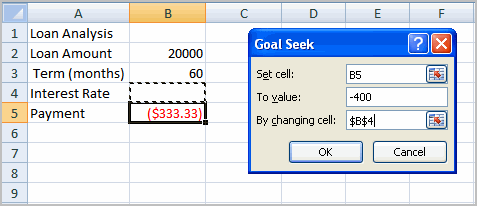 A B C D E F
1 Loan Analysis
2 Loan Amount 20000
3 Term (months) 60
4 Interest Rate
5 Payment ($333.33)
6
7
8
9
Goal Seek ?
Set cell: B5
To value: -400
By changing cell: $B$4
OK Cancel